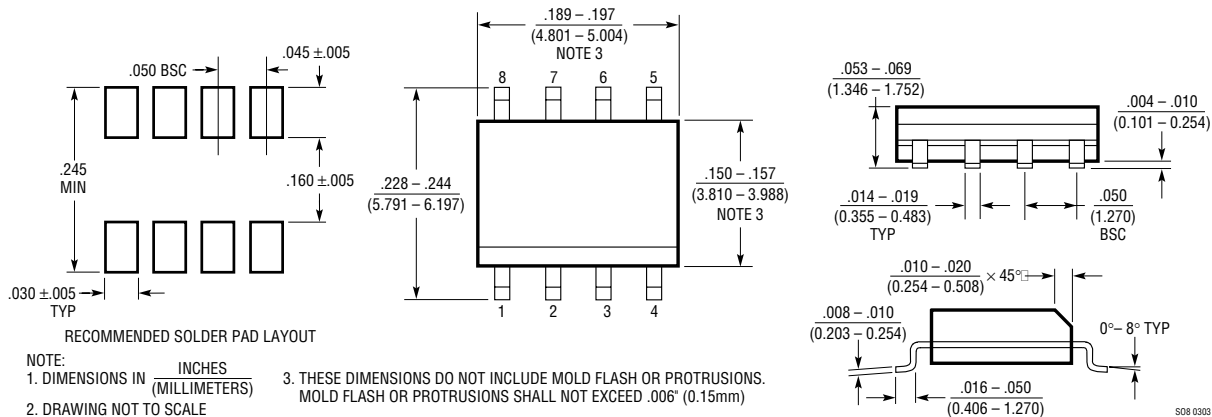 .050 BSC
.045 ±.005
.245
MIN
.160 ±.005
.030 ±.005
TYP
RECOMMENDED SOLDER PAD LAYOUT
.189 – .197
(4.801 – 5.004)
NOTE 3
8 7 6 5
.228 – .244
(5.791 – 6.197)
.150 – .157
(3.810 – 3.988)
NOTE 3
1 2 3 4
.053 – .069
(1.346 – 1.752)
.004 – .010
(0.101 – 0.254)
.014 – .019
(0.355 – 0.483)
TYP
.050
(1.270)
BSC
.010 – .020
(0.254 – 0.508)
× 45°
.008 – .010
(0.203 – 0.254)
0°– 8° TYP
.016 – .050
(0.406 – 1.270)
NOTE:
1. DIMENSIONS IN INCHES
(MILLIMETERS)
2. DRAWING NOT TO SCALE
3. THESE DIMENSIONS DO NOT INCLUDE MOLD FLASH OR PROTRUSIONS.
MOLD FLASH OR PROTRUSIONS SHALL NOT EXCEED .006" (0.15mm)
SO8 0303